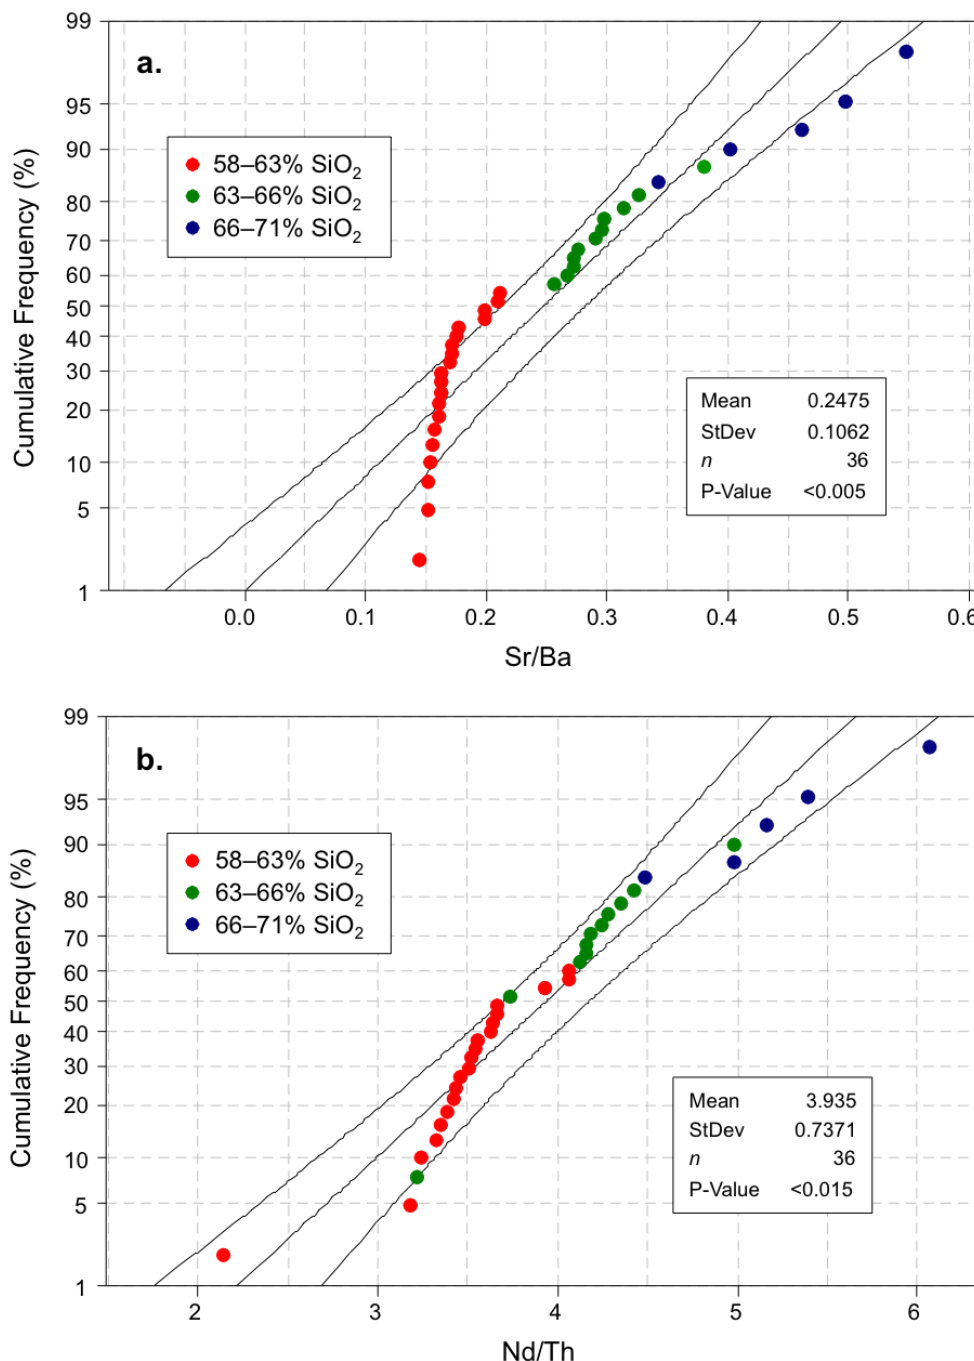 99
a.
95
58–63% SiO2
63–66% SiO2
66–71% SiO2
90
80
70
60
50
40
30
20
10
5
1
Cumulative Frequency (%)
Mean 0.2475
StDev 0.1062
n 36
P-Value <0.005
0.0 0.1 0.2 0.3 0.4 0.5 0.6
Sr/Ba
99
b.
95
58–63% SiO2
63–66% SiO2
66–71% SiO2
90
80
70
60
50
40
30
20
10
5
1
Cumulative Frequency (%)
Mean 3.935
StDev 0.7371
n 36
P-Value <0.015
2 3 4 5 6
Nd/Th